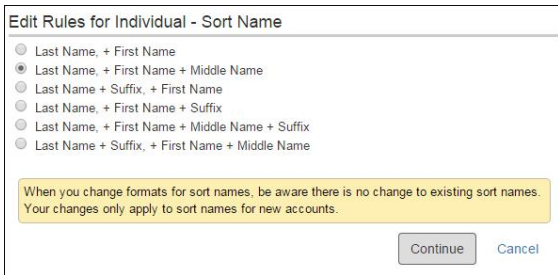 Edit Rules for Individual - Sort Name
Last Name, + First Name
Last Name, + First Name + Middle Name
Last Name + Suffix, + First Name
Last Name, + First Name + Suffix
Last Name, + First Name + Middle Name + Suffix
Last Name + Suffix, + First Name + Middle Name
When you change formats for sort names, be aware there is no change to existing sort names.
Your changes only apply to sort names for new accounts.
Continue Cancel